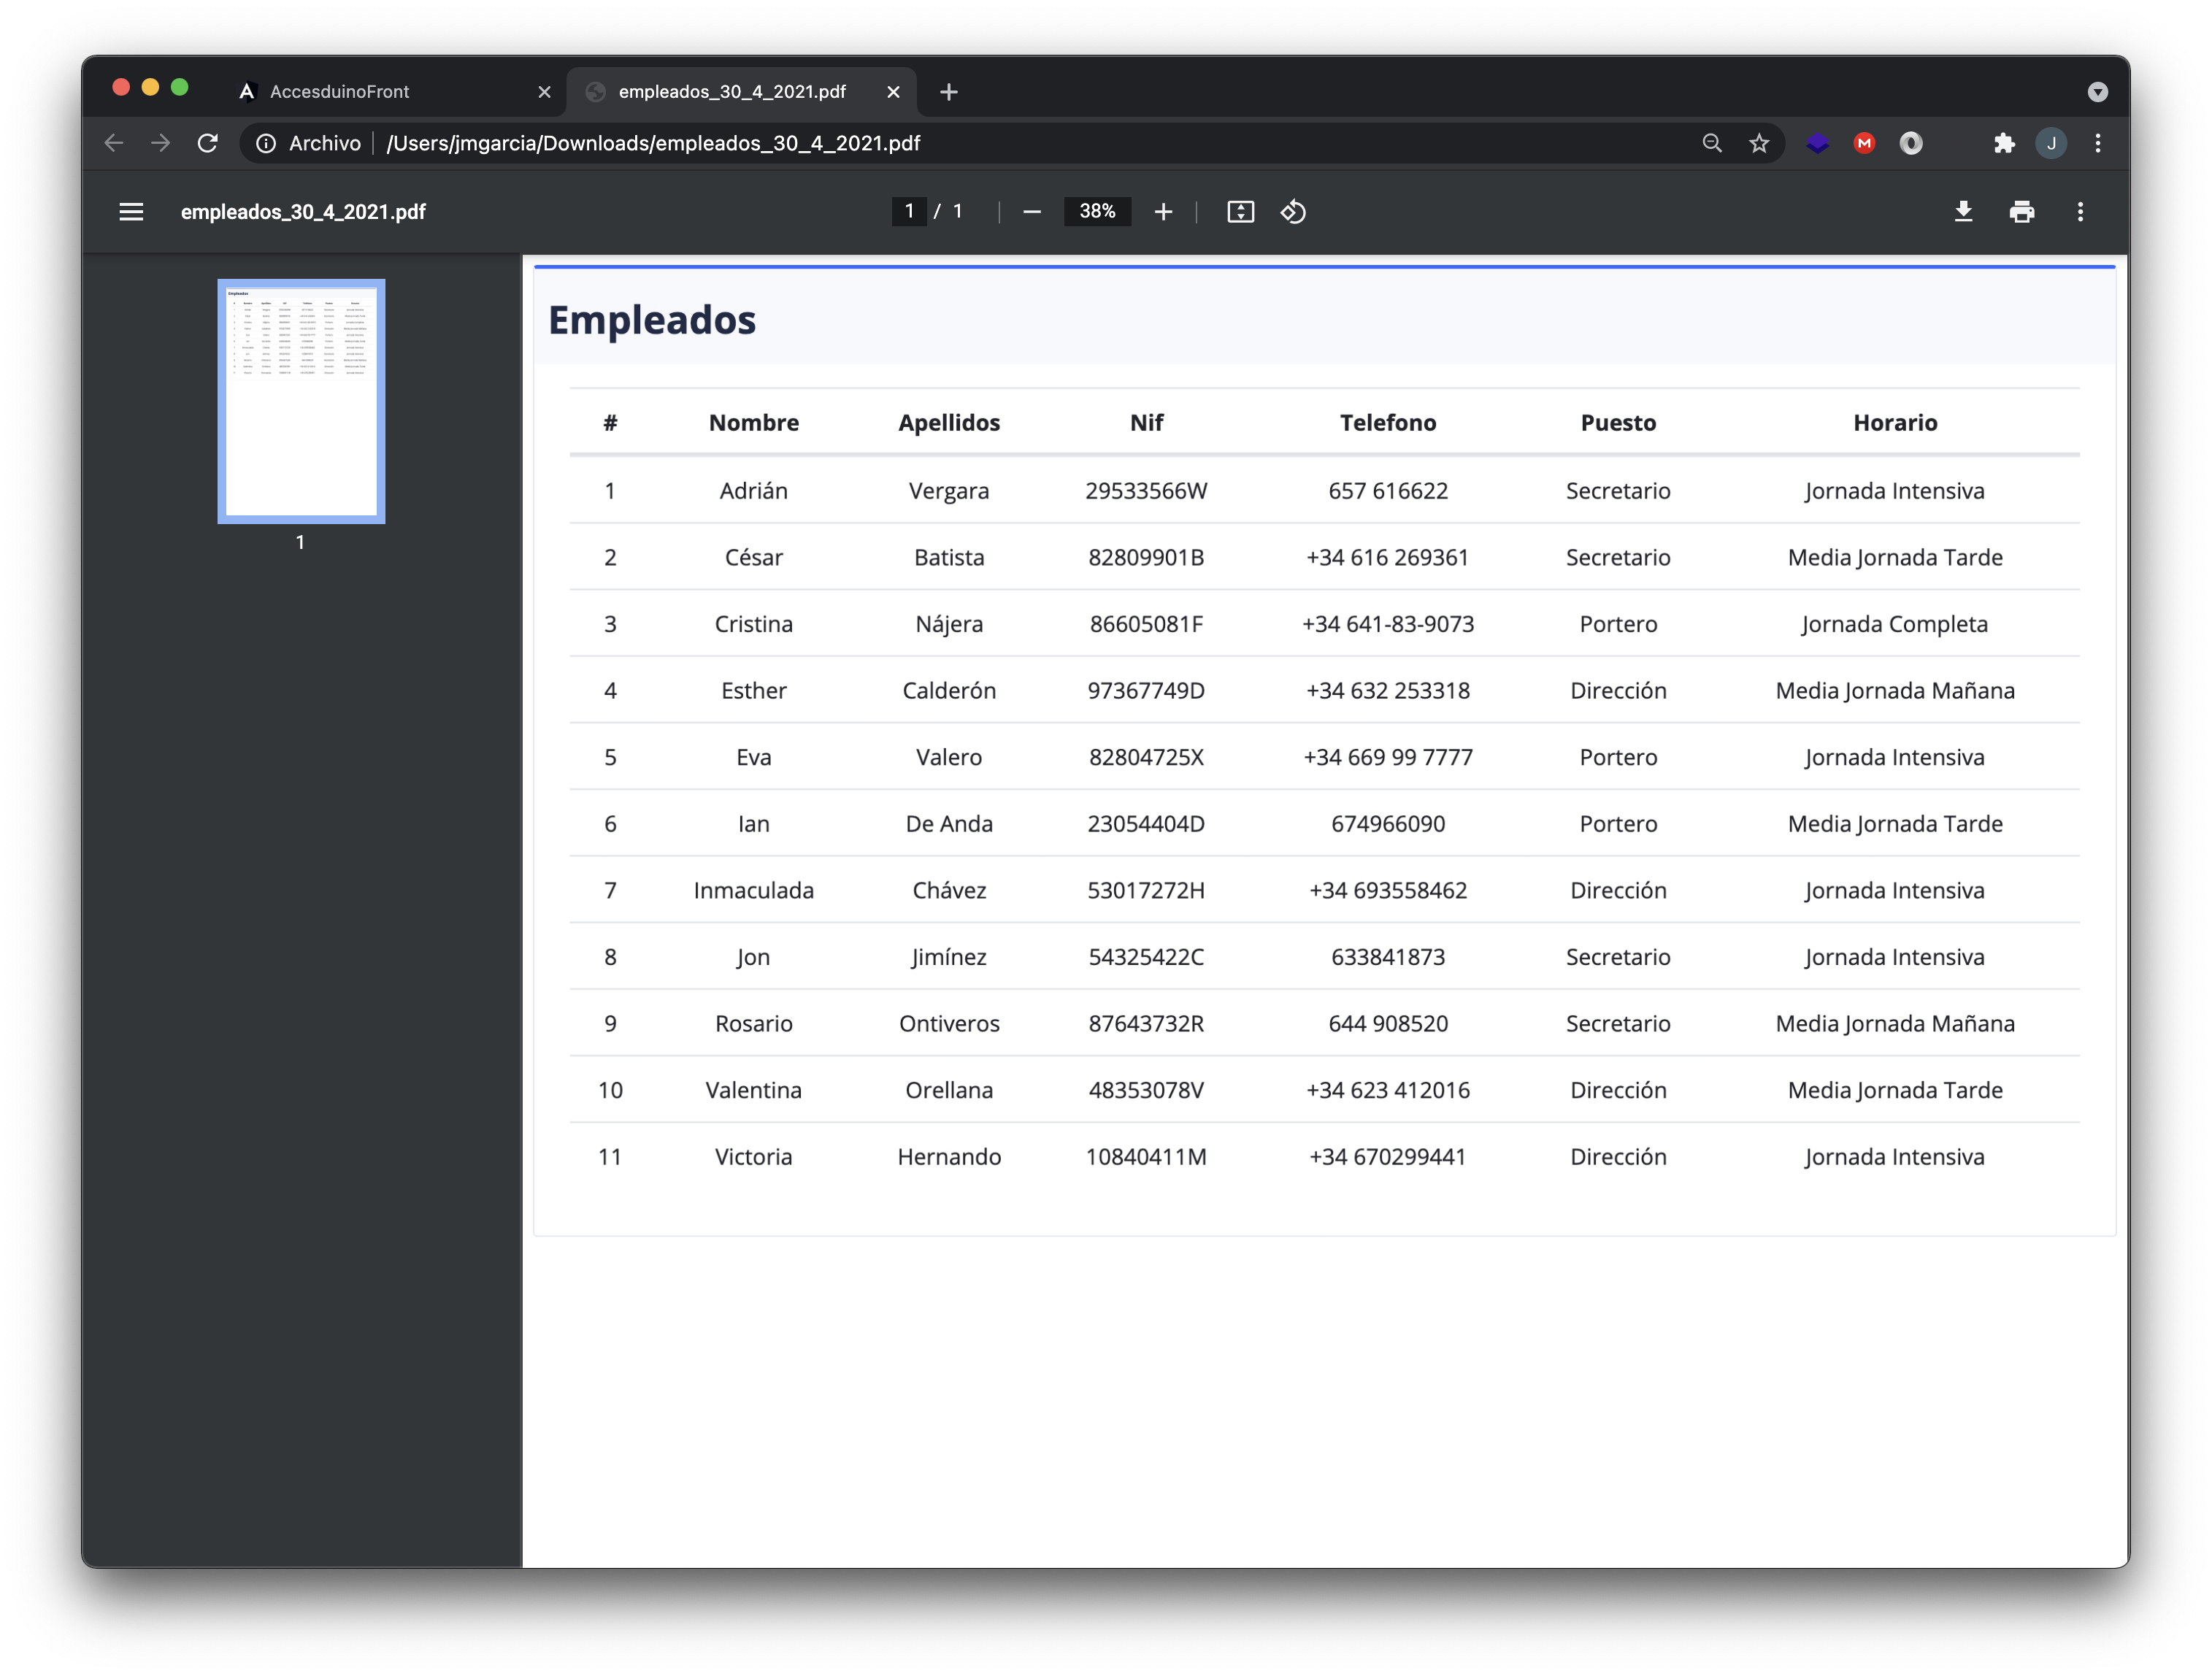 AccesduinoFront
empleados_30_4_2021.pdf
Archivo /Users/jmgarcia/Downloads/empleados_30_4_2021.pdf
J
empleados_30_4_2021.pdf 1 / 1 38%
1
Empleados
# Nombre Apellidos Nif Telefono Puesto Horario
1 Adrián Vergara 29533566W 657 616622 Secretario Jornada Intensiva
2 César Batista 82809901B +34 616 269361 Secretario Media Jornada Tarde
3 Cristina Nájera 86605081F +34 641-83-9073 Portero Jornada Completa
4 Esther Calderón 97367749D +34 632 253318 Dirección Media Jornada Mañana
5 Eva Valero 82804725X +34 669 99 7777 Portero Jornada Intensiva
6 Ian De Anda 23054404D 674966090 Portero Media Jornada Tarde
7 Inmaculada Chávez 53017272H +34 693558462 Dirección Jornada Intensiva
8 Jon Jimínez 54325422C 633841873 Secretario Jornada Intensiva
9 Rosario Ontiveros 87643732R 644 908520 Secretario Media Jornada Mañana
10 Valentina Orellana 48353078V +34 623 412016 Dirección Media Jornada Tarde
11 Victoria Hernando 10840411M +34 670299441 Dirección Jornada Intensiva